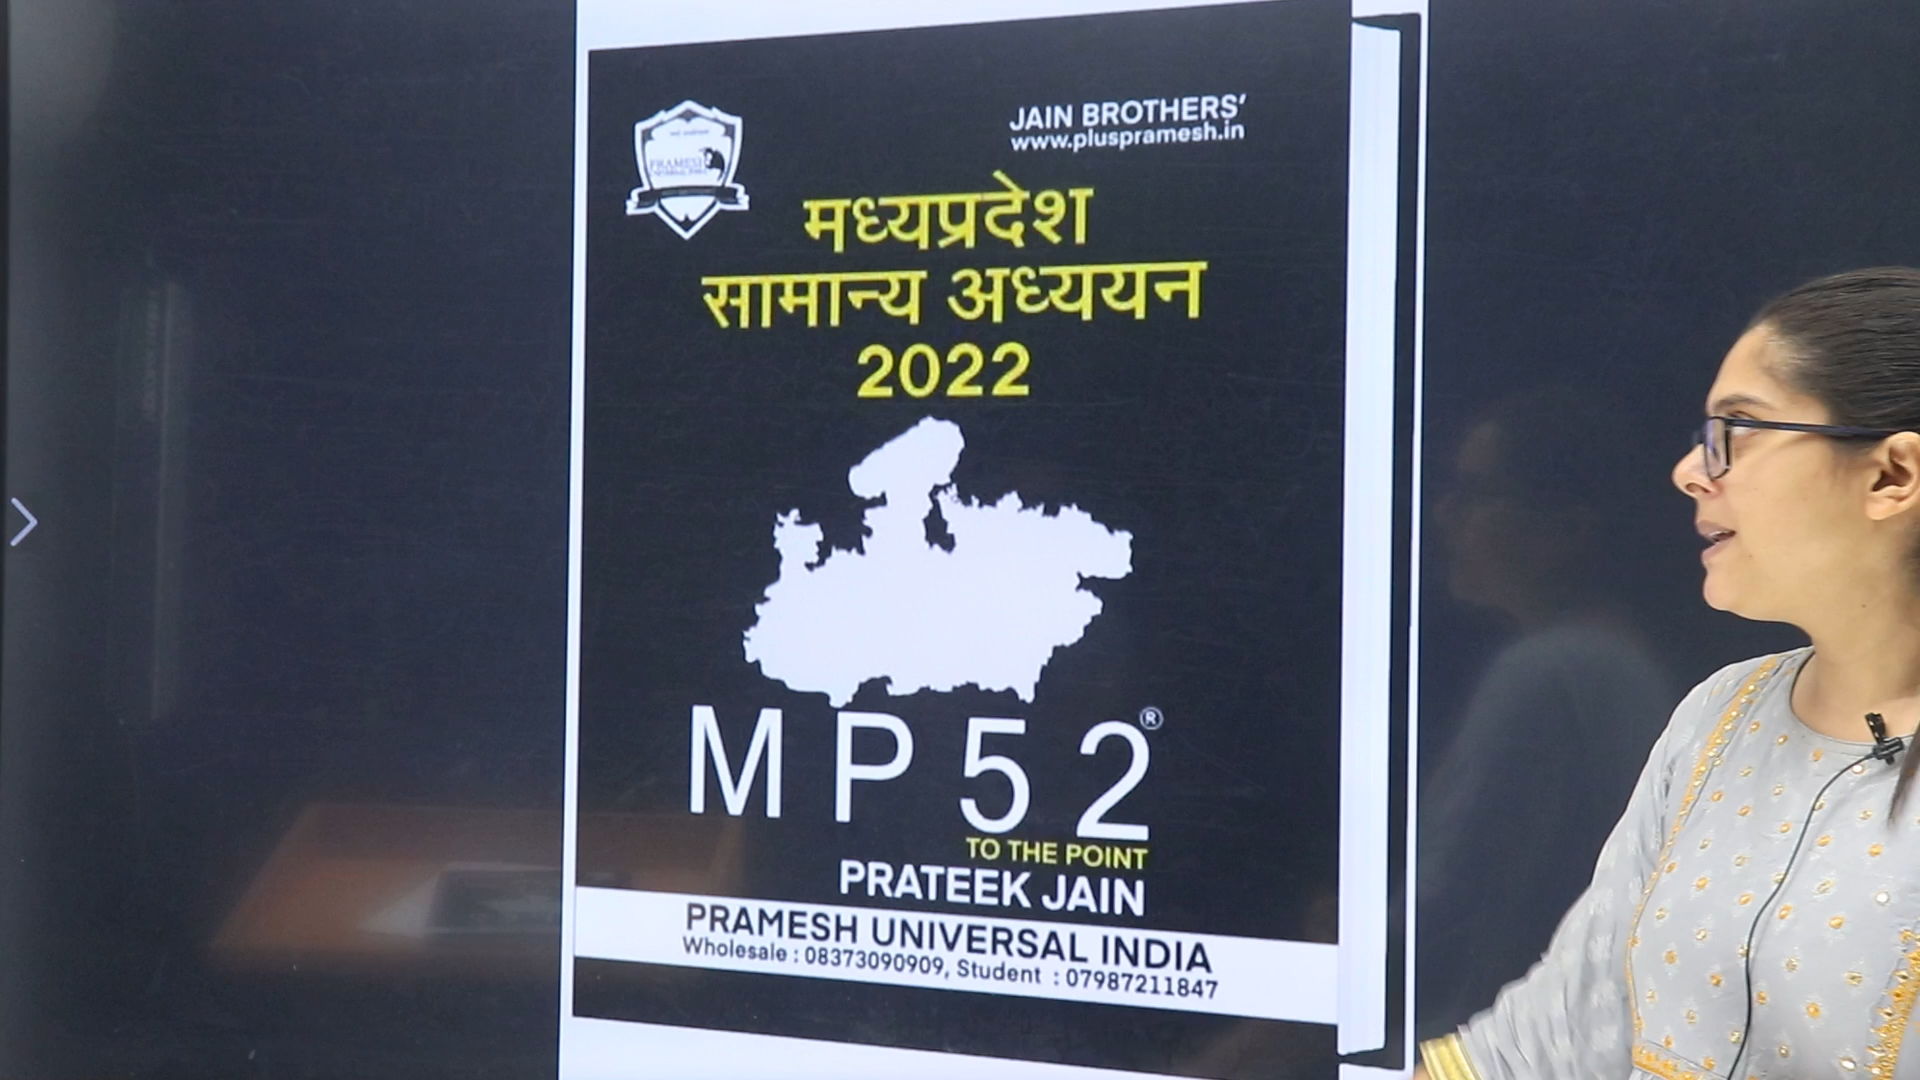 JAIN BROTHERS’
www.pluspramesh.in
PRAMESH
मध्यप्रदेश
सामान्य अध्ययन
2022
MP52®
TO THE POINT
PRATEEK JAIN
PRAMESH UNIVERSAL INDIA
Wholesale : 08373090909, Student : 07987211847